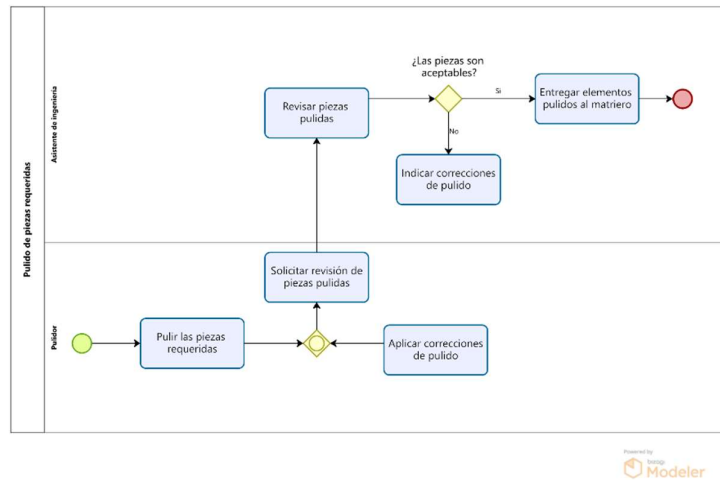 Pulido de piezas requeridas
Asistente de ingeniería
¿Las piezas son
aceptables?
Revisar piezas
pulidas
Si
Entregar elementos
pulidos al matriero
No
Indicar correcciones
de pulido
Pulidor
Solicitar revisión de
piezas pulidas
Pulir las piezas
requeridas
Aplicar correcciones
de pulido
Powered by
bizagi
Modeler